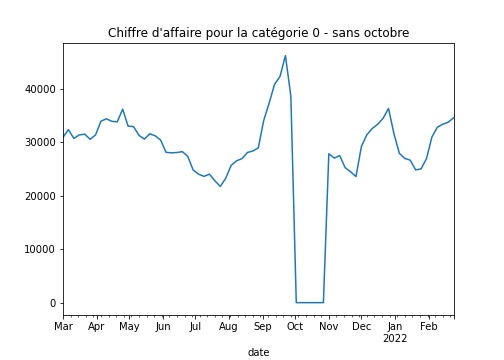 Chiffre d'affaire pour la catégorie 0 - sans octobre
40000
30000
20000
10000
0
Mar Apr May Jun Jul Aug Sep Oct Nov Dec Jan Feb
2022
date